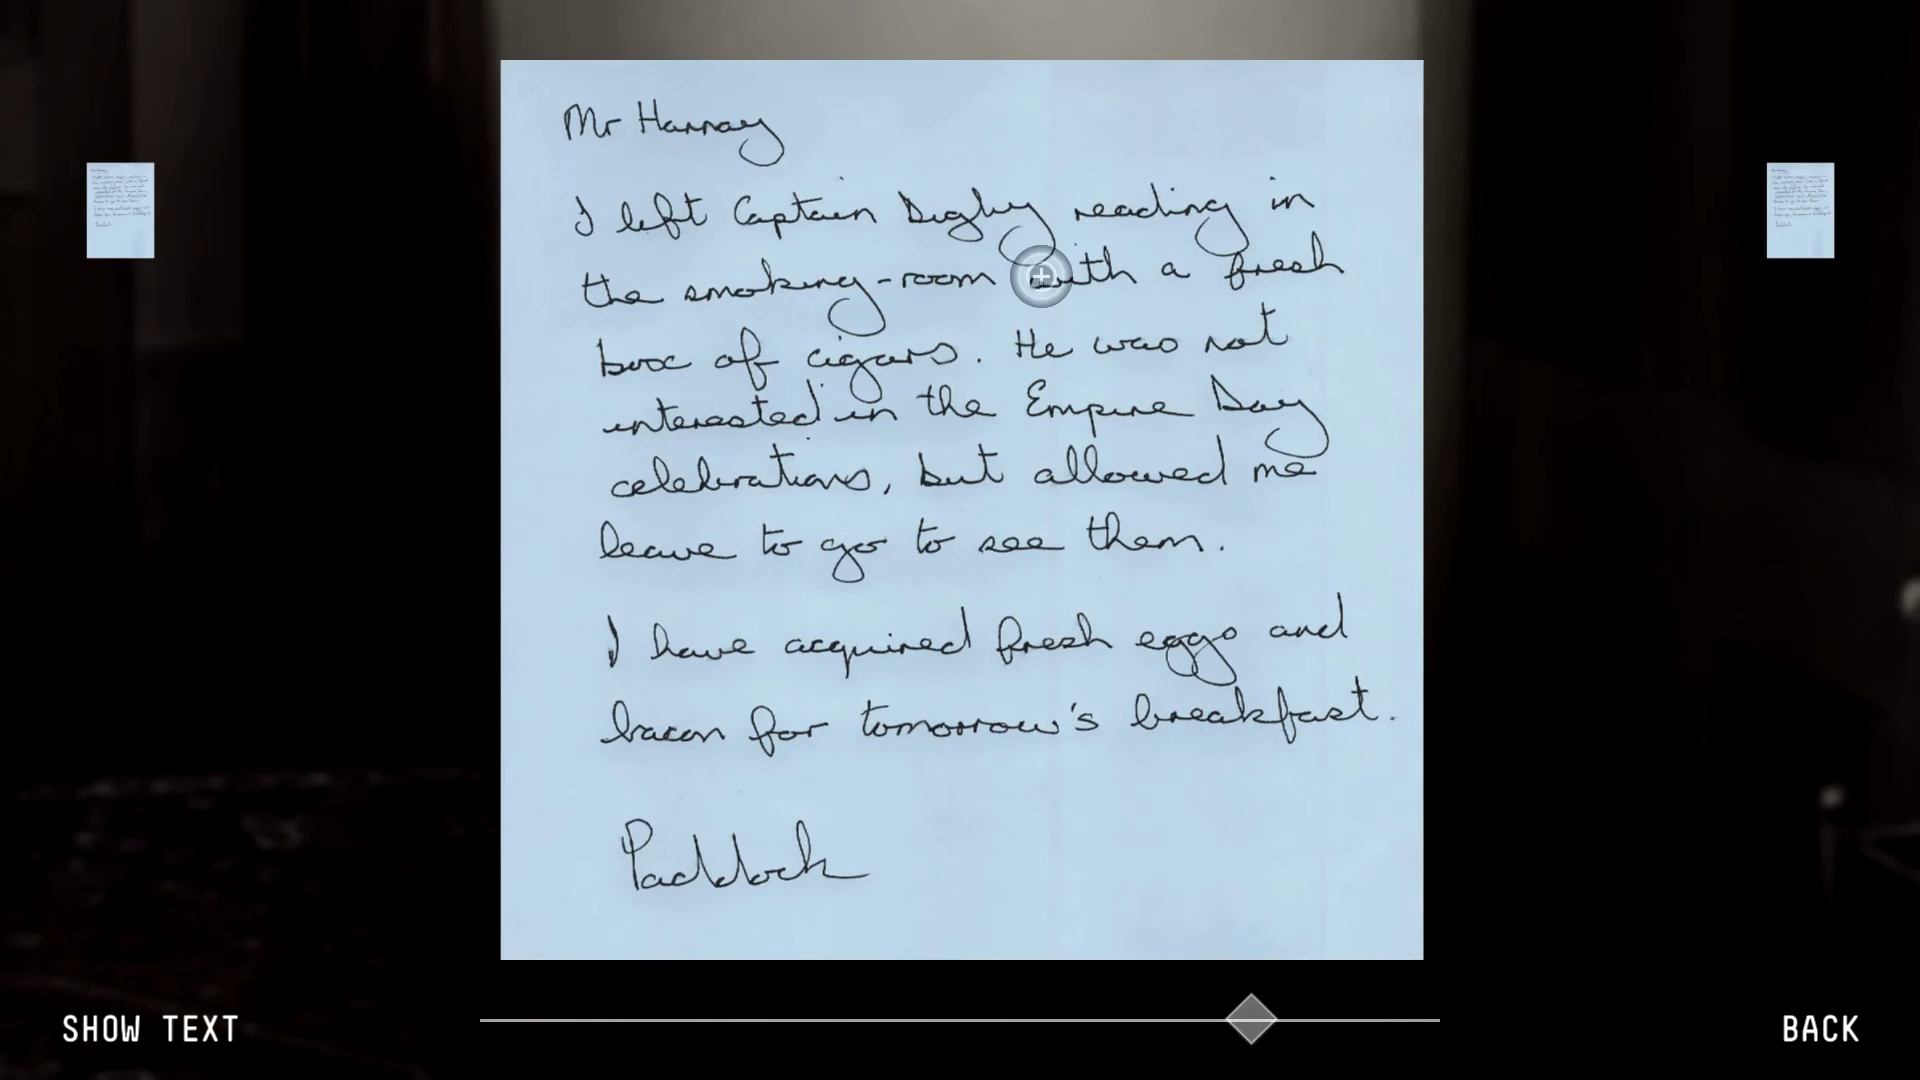 Mr Hannay
I left Captain Digby reading in
the smoking-room with a fresh
box of cigars. He was not
interested in the Empire Day
celebrations, but allowed me
leave to go to see them.
I have acquired fresh eggs and
bacon for tomorrow's breakfast.
Paddock
SHOW TEXT
BACK